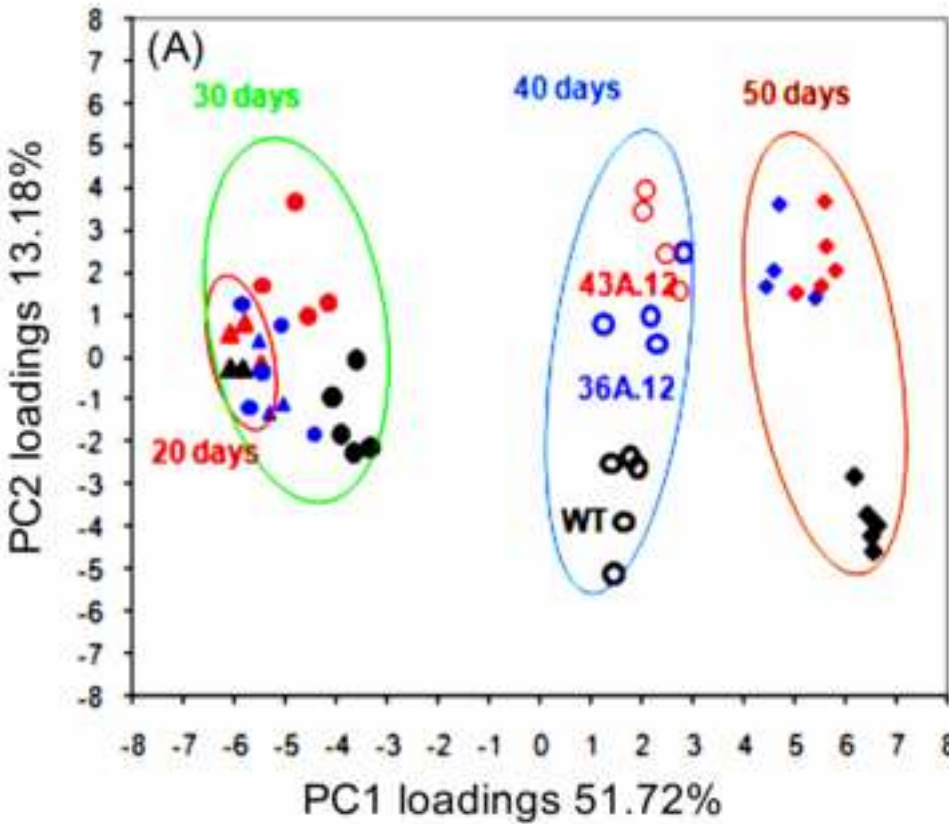 (A)
30 days
40 days
50 days
43A.12
36A.12
20 days
WT
PC2 loadings 13.18%
8
7
6
5
4
3
2
1
0
-1
-2
-3
-4
-5
-6
-7
-8
-8 -7 -6 -5 -4 -3 -2 -1 0 1 2 3 4 5 6 7 8
PC1 loadings 51.72%